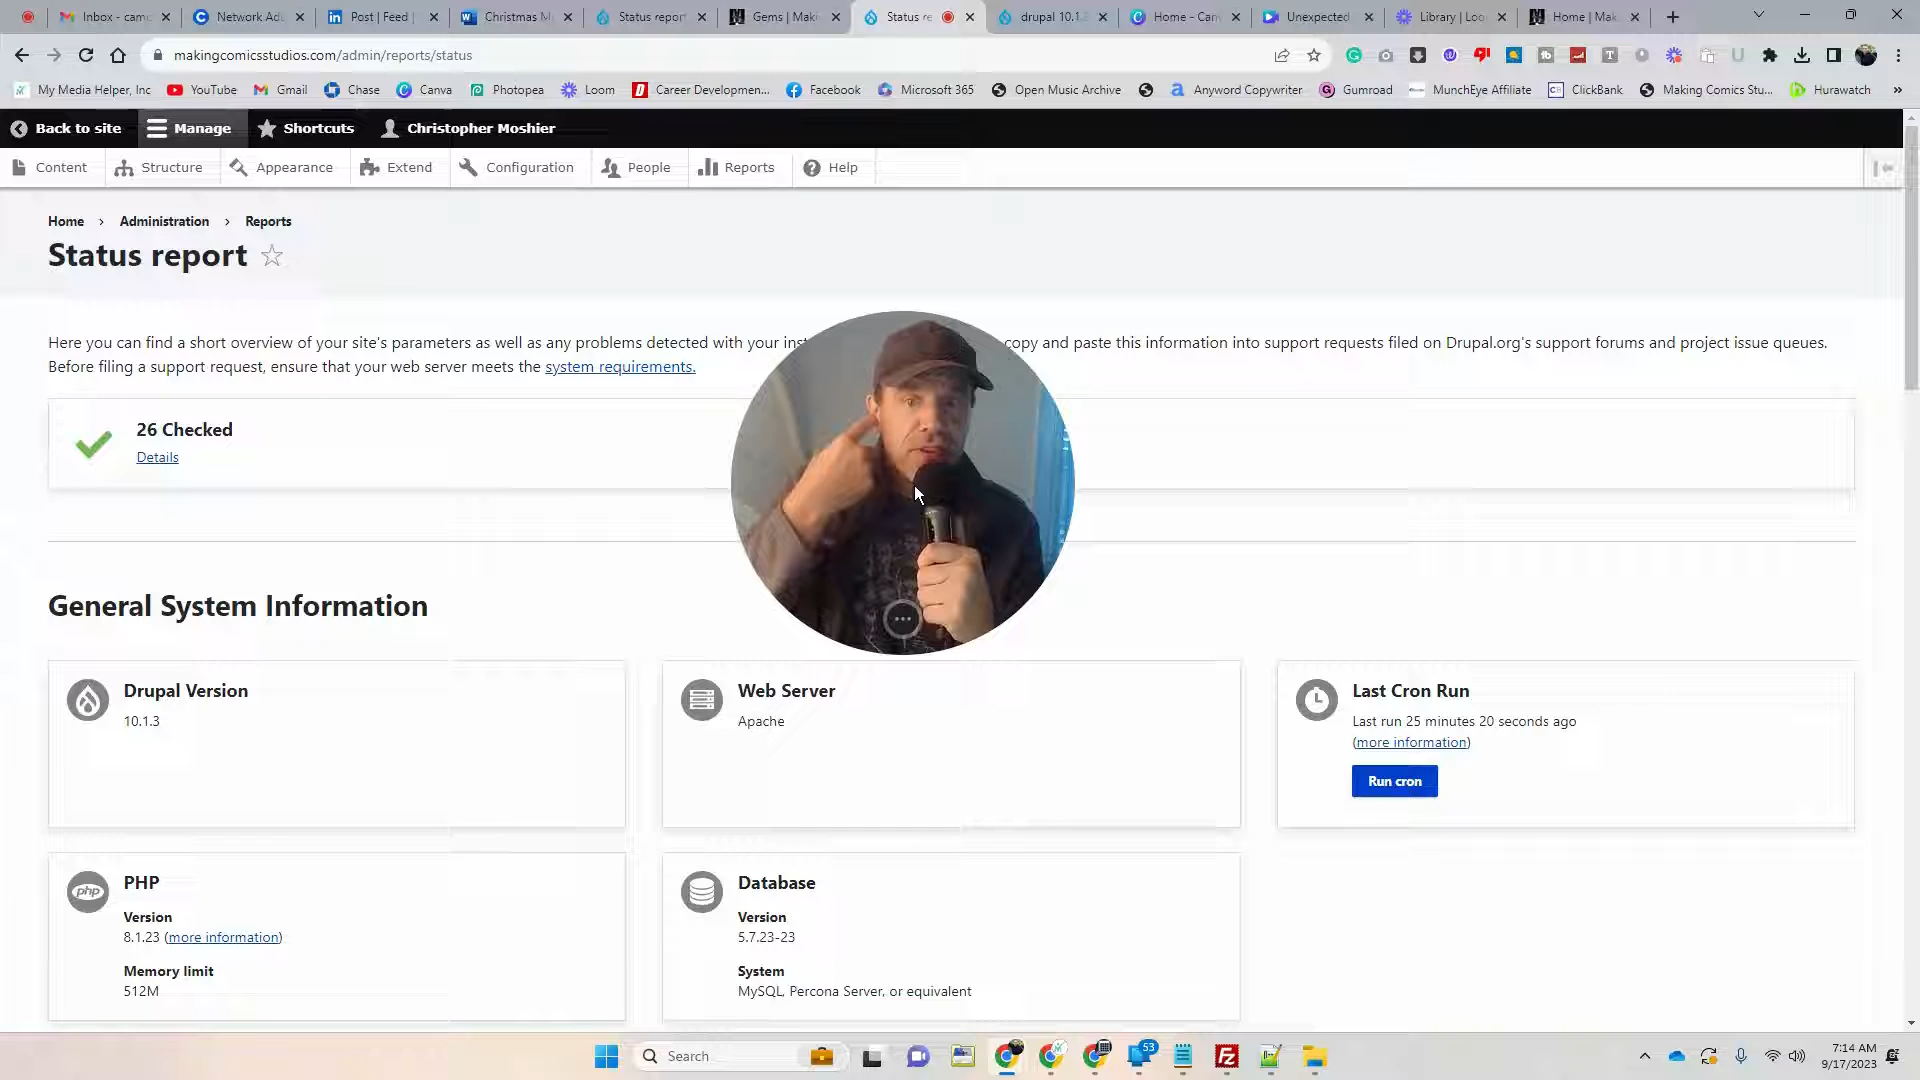 Inbox - camc
Network Adm
Post | Feed |
Christmas M
Status report
Gems | Maki
Status re
drupal 10.1.
Home - Can
Unexpected
Library | Loo
Home | Mak
makingcomicsstudios.com/admin/reports/status
My Media Helper, Inc
YouTube
Gmail
Chase
Canva
Photopea
Loom
Career Developmen...
Facebook
Microsoft 365
Open Music Archive
Anyword Copywriter
Gumroad
MunchEye Affiliate
ClickBank
Making Comics Stu...
Hurawatch
»
Back to site
Manage
Shortcuts
Christopher Moshier
Content
Structure
Appearance
Extend
Configuration
People
Reports
Help
Home › Administration › Reports
Status report
Here you can find a short overview of your site's parameters as well as any problems detected with your inst copy and paste this information into support requests filed on Drupal.org's support forums and project issue queues.
Before filing a support request, ensure that your web server meets the system requirements.
26 Checked
Details
General System Information
Drupal Version
10.1.3
Web Server
Apache
Last Cron Run
Last run 25 minutes 20 seconds ago
(more information)
Run cron
php
PHP
Version
8.1.23 (more information)
Memory limit
512M
Database
Version
5.7.23-23
System
MySQL, Percona Server, or equivalent
Search
53
7:14 AM
9/17/2023